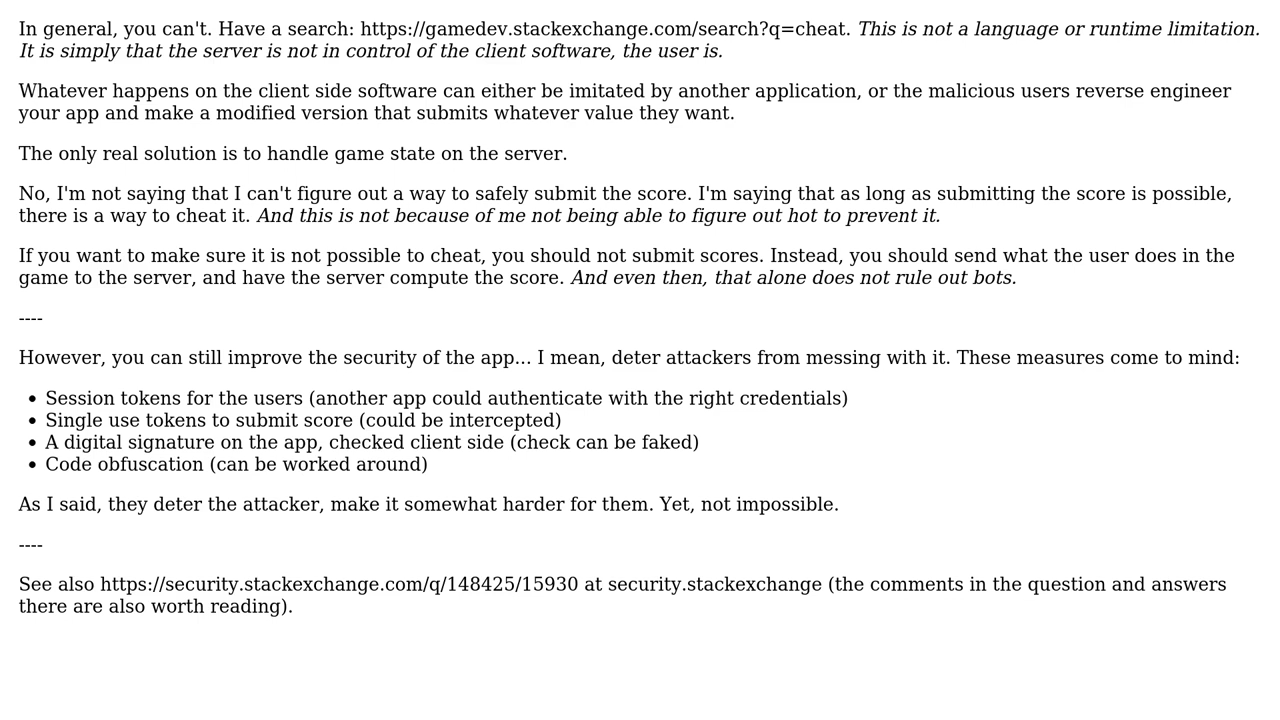 In general, you can't. Have a search: https://gamedev.stackexchange.com/search?q=cheat. This is not a language or runtime limitation.
It is simply that the server is not in control of the client software, the user is.
Whatever happens on the client side software can either be imitated by another application, or the malicious users reverse engineer
your app and make a modified version that submits whatever value they want.
The only real solution is to handle game state on the server.
No, I'm not saying that I can't figure out a way to safely submit the score. I'm saying that as long as submitting the score is possible,
there is a way to cheat it. And this is not because of me not being able to figure out hot to prevent it.
If you want to make sure it is not possible to cheat, you should not submit scores. Instead, you should send what the user does in the
game to the server, and have the server compute the score. And even then, that alone does not rule out bots.
----
However, you can still improve the security of the app... I mean, deter attackers from messing with it. These measures come to mind:
• Session tokens for the users (another app could authenticate with the right credentials)
• Single use tokens to submit score (could be intercepted)
• A digital signature on the app, checked client side (check can be faked)
• Code obfuscation (can be worked around)
As I said, they deter the attacker, make it somewhat harder for them. Yet, not impossible.
----
See also https://security.stackexchange.com/q/148425/15930 at security.stackexchange (the comments in the question and answers
there are also worth reading).